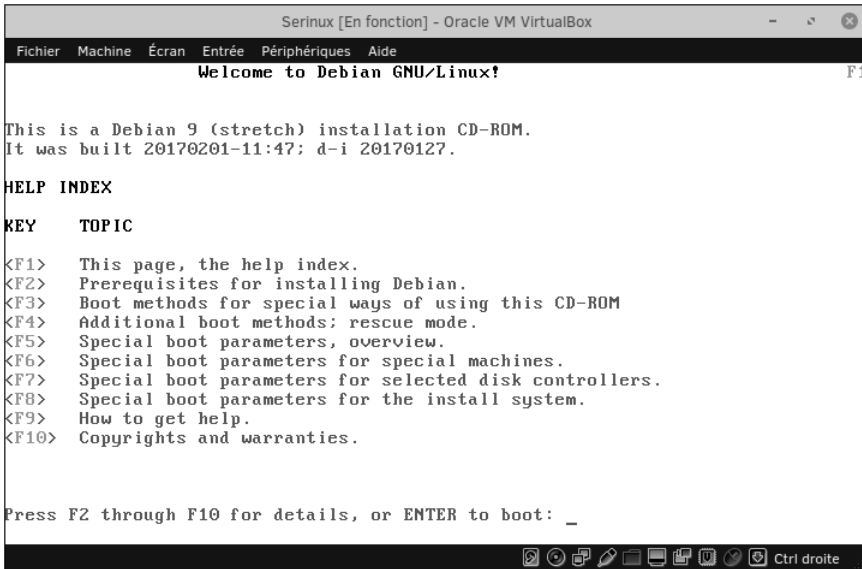 Serinux [En fonction] - Oracle VM VirtualBox
Fichier Machine Écran Entrée Périphériques Aide
Welcome to Debian GNU/Linux! F1
This is a Debian 9 (stretch) installation CD-ROM.
It was built 20170201-11:47; d-i 20170127.
HELP INDEX
KEY TOPIC
<F1> This page, the help index.
<F2> Prerequisites for installing Debian.
<F3> Boot methods for special ways of using this CD-ROM
<F4> Additional boot methods; rescue mode.
<F5> Special boot parameters, overview.
<F6> Special boot parameters for special machines.
<F7> Special boot parameters for selected disk controllers.
<F8> Special boot parameters for the install system.
<F9> How to get help.
<F10> Copyrights and warranties.
Press F2 through F10 for details, or ENTER to boot: _
Ctrl droite